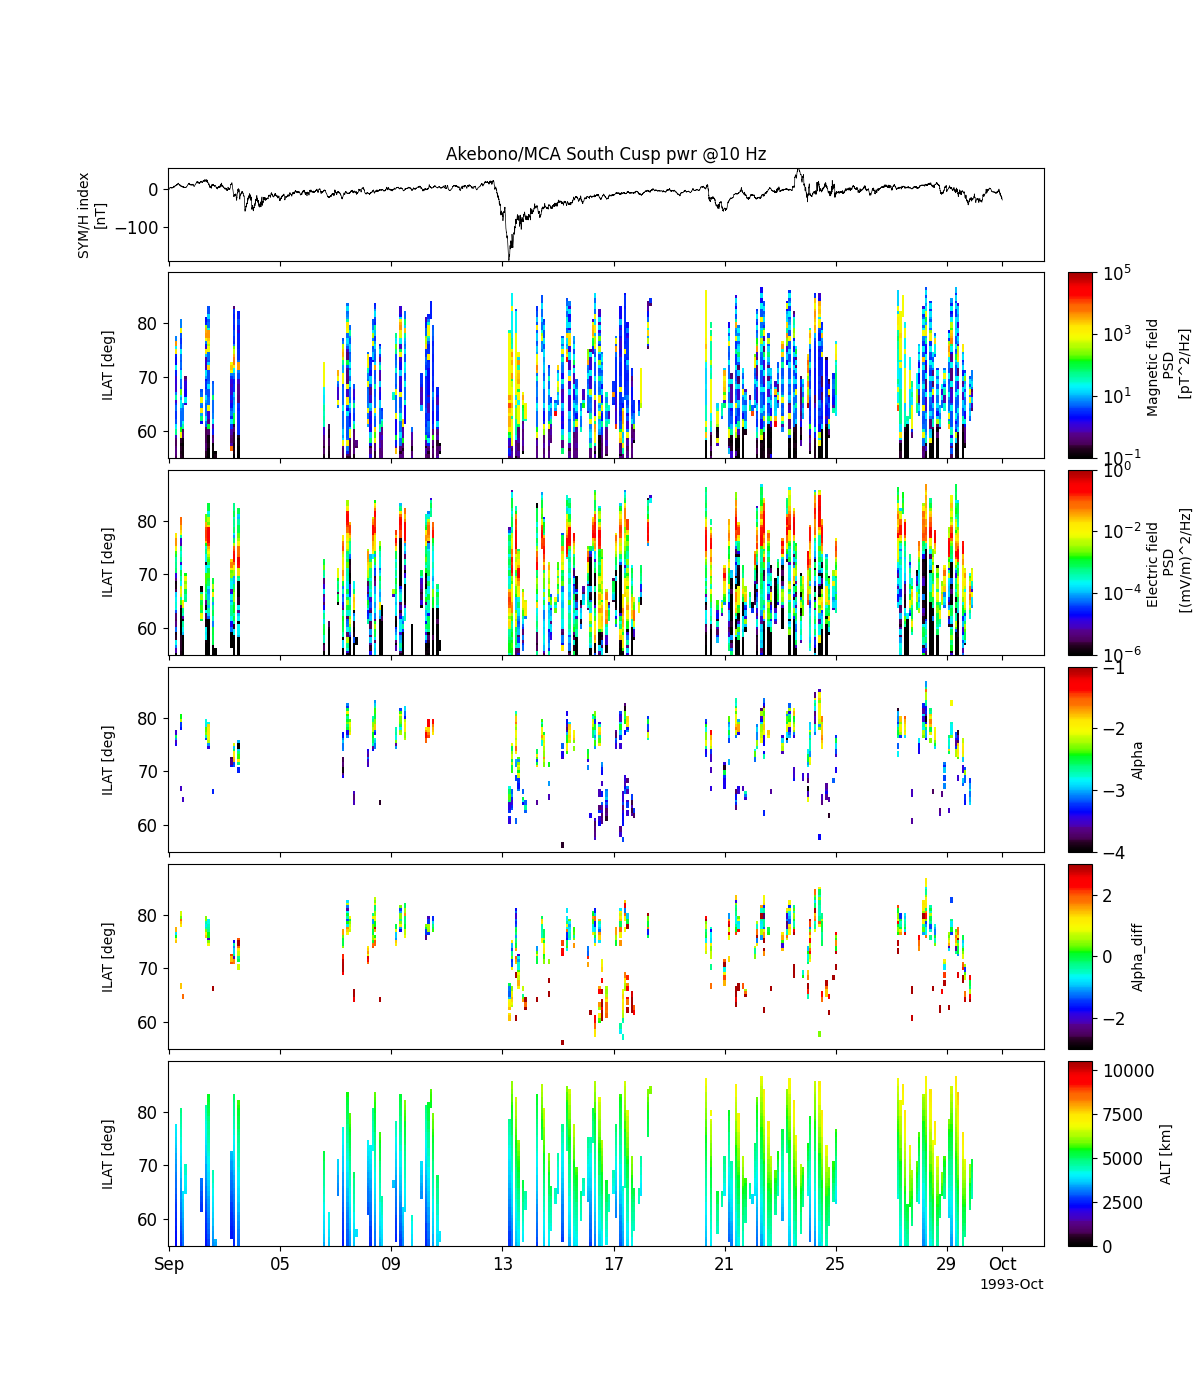 Akebono/MCA South Cusp pwr @10 Hz
SYM/H index
[nT]
0
−100
ILAT [deg]
80
70
60
10^5
10^3
10^1
10^-1
Magnetic field
PSD
[pT^2/Hz]
ILAT [deg]
80
70
60
10^0
10^-2
10^-4
10^-6
Electric field
PSD
[(mV/m)^2/Hz]
ILAT [deg]
80
70
60
−1
−2
−3
−4
Alpha
ILAT [deg]
80
70
60
2
0
−2
Alpha_diff
ILAT [deg]
80
70
60
10000
7500
5000
2500
0
ALT [km]
Sep 05 09 13 17 21 25 29 Oct
1993-Oct